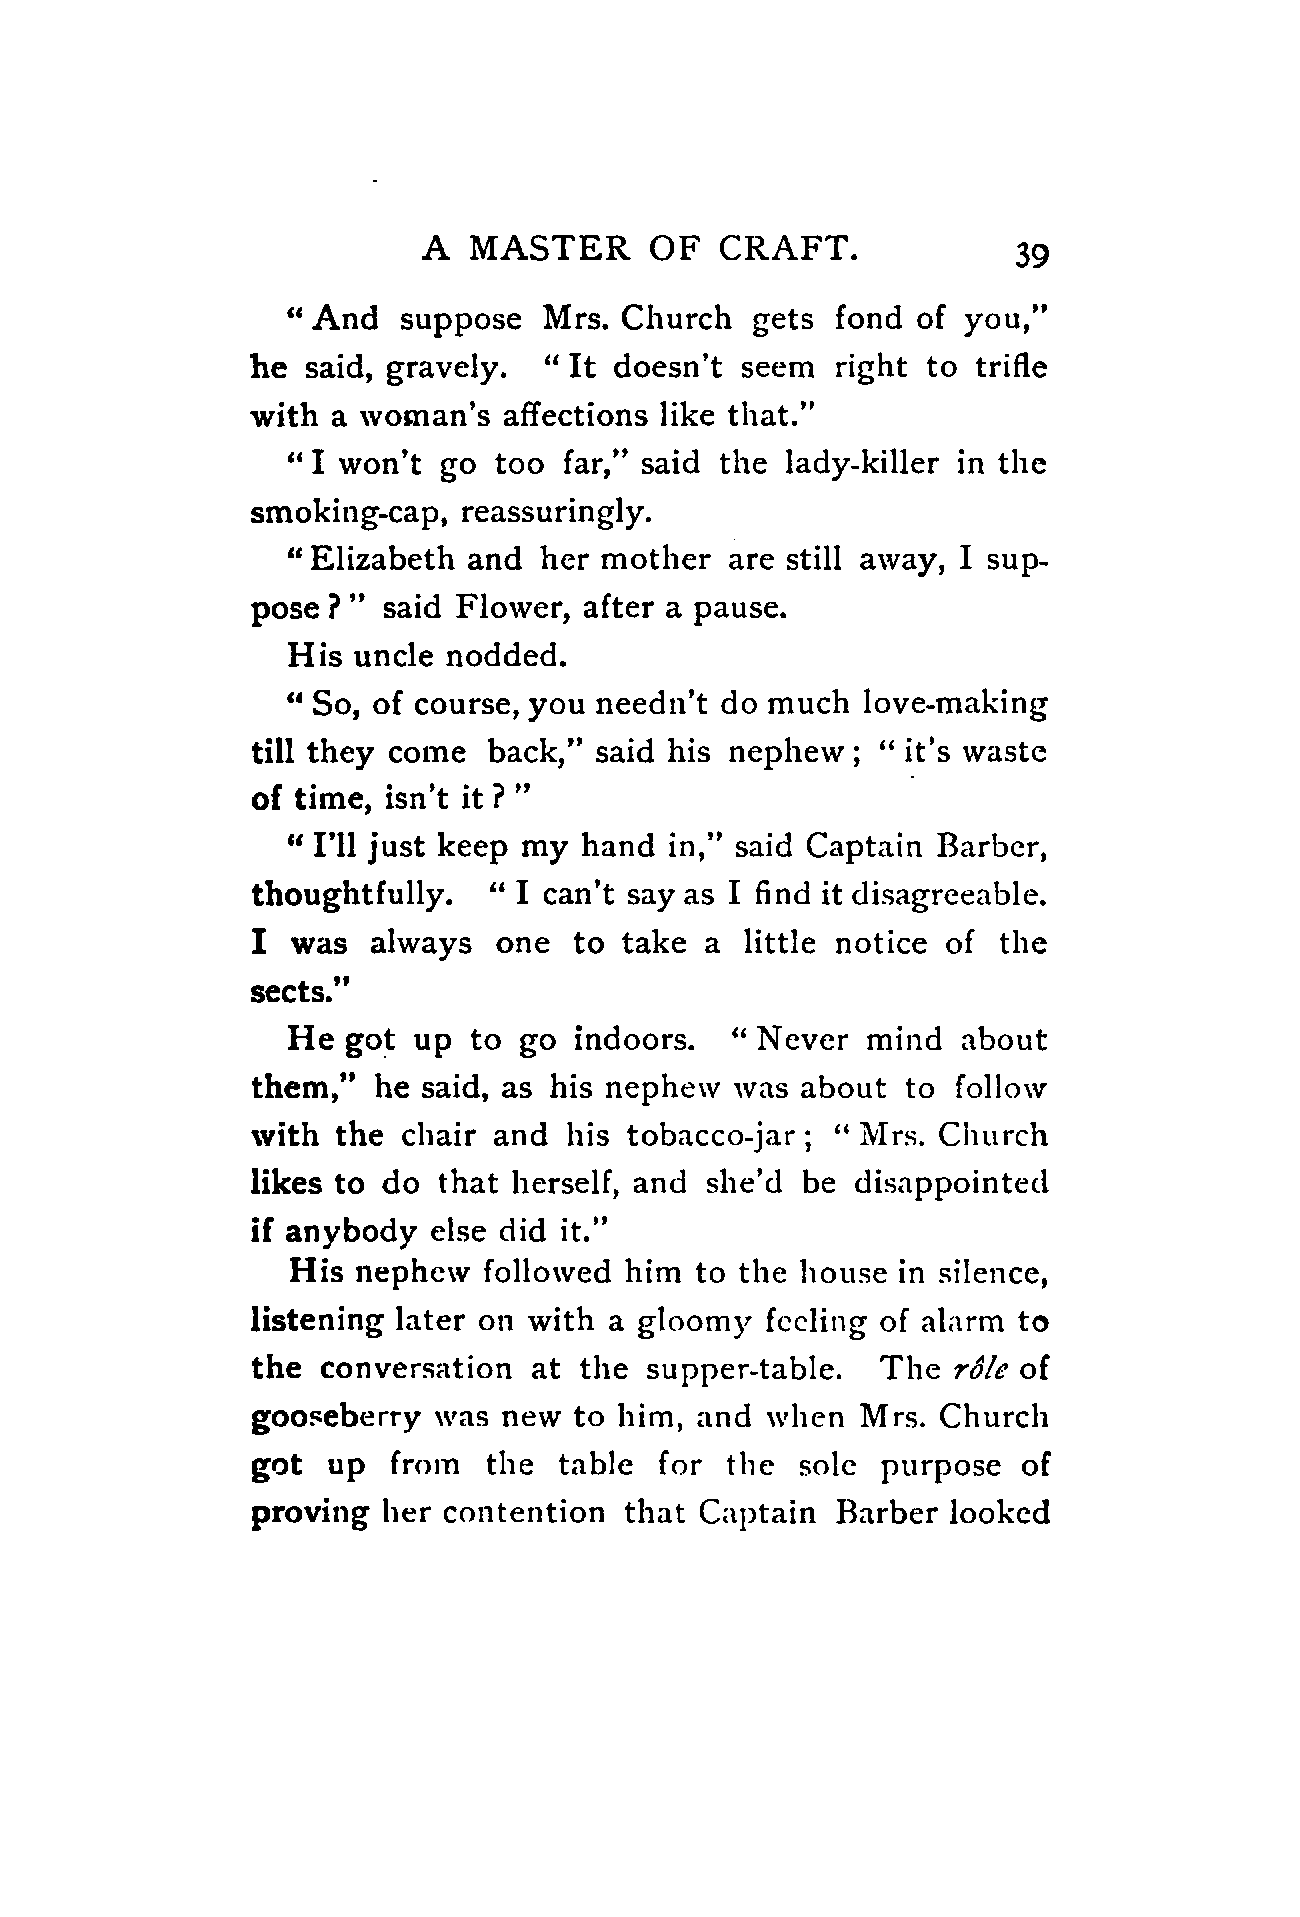 A MASTER OF CRAFT. 39
“And suppose Mrs. Church gets fond of you,”
he said, gravely. “It doesn't seem right to trifle
with a woman's affections like that.”
“I won't go too far,” said the lady-killer in the
smoking-cap, reassuringly.
“Elizabeth and her mother are still away, I sup-
pose?” said Flower, after a pause.
His uncle nodded.
“So, of course, you needn't do much love-making
till they come back,” said his nephew; “it's waste
of time, isn't it?”
“I'll just keep my hand in,” said Captain Barber,
thoughtfully. “I can't say as I find it disagreeable.
I was always one to take a little notice of the
sects.”
He got up to go indoors. “Never mind about
them,” he said, as his nephew was about to follow
with the chair and his tobacco-jar; “Mrs. Church
likes to do that herself, and she'd be disappointed
if anybody else did it.”
His nephew followed him to the house in silence,
listening later on with a gloomy feeling of alarm to
the conversation at the supper-table. The rôle of
gooseberry was new to him, and when Mrs. Church
got up from the table for the sole purpose of
proving her contention that Captain Barber looked